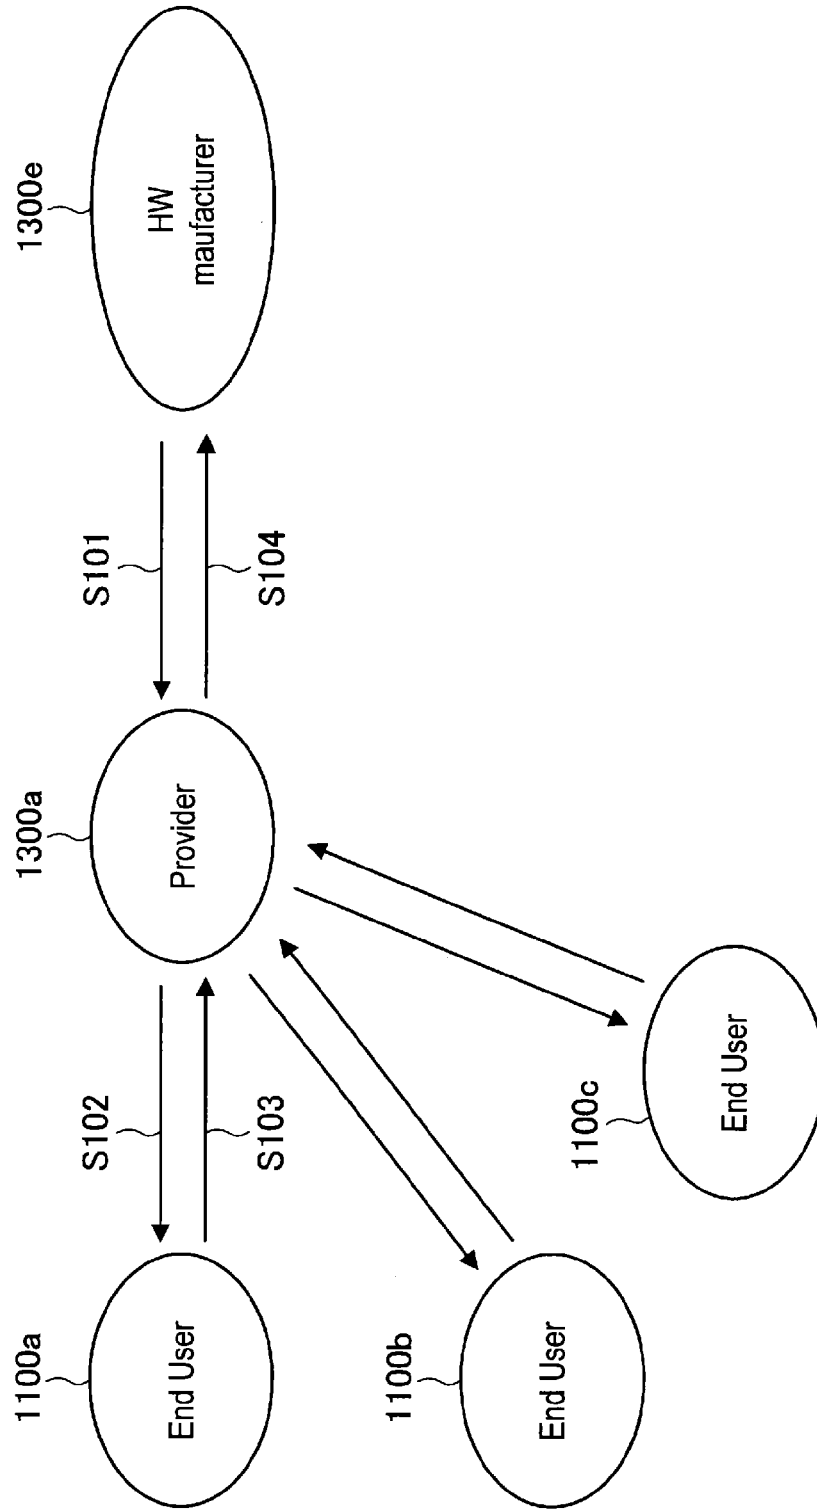 1100a
End User
S102
S103
1300a
Provider
S101
S104
1300e
HW
maufacturer
1100b
End User
1100c
End User